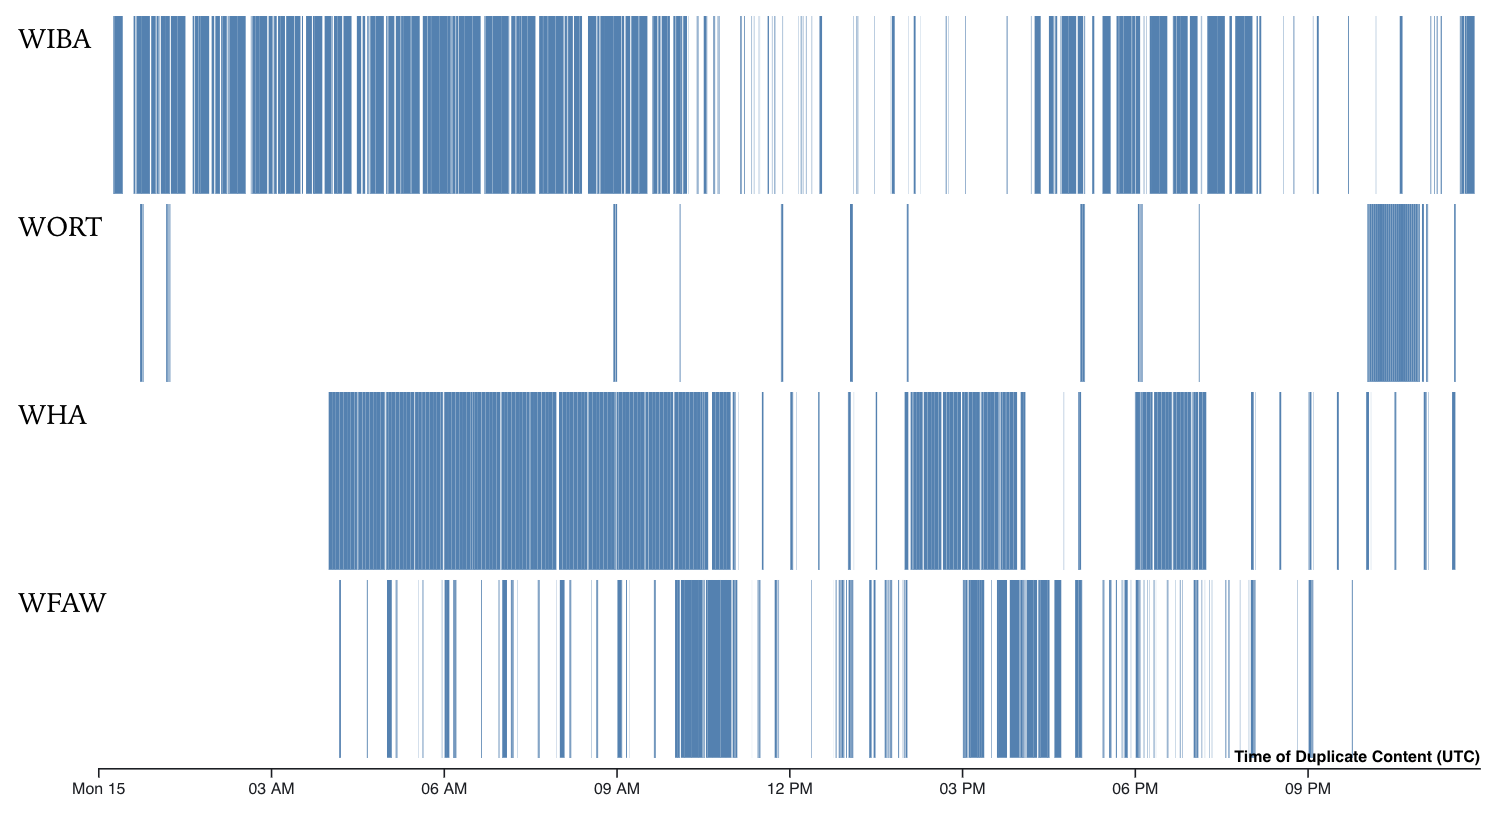 WIBA
WORT
WHA
WFAW
Time of Duplicate Content (UTC)
Mon 15 03 AM 06 AM 09 AM 12 PM 03 PM 06 PM 09 PM